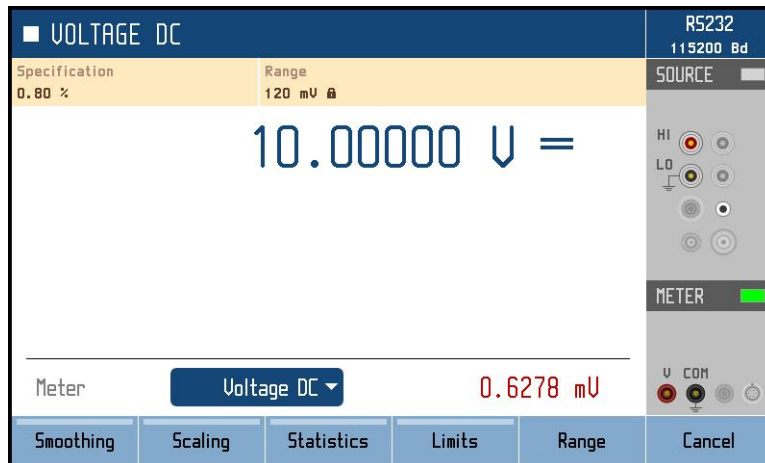 VOLTAGE DC
RS232
115200 Bd
Specification
0.80 %
Range
120 mV
SOURCE
10.00000 V =
HI
LO
METER
V COM
Meter
Voltage DC
0.6278 mV
Smoothing
Scaling
Statistics
Limits
Range
Cancel